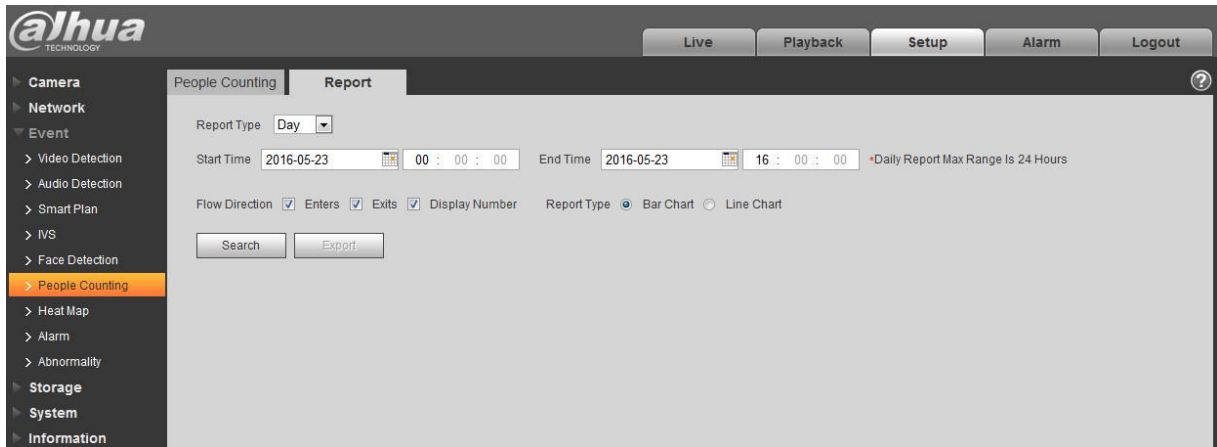 alhua
TECHNOLOGY
Live Playback Setup Alarm Logout
Camera
Network
Event
Video Detection
Audio Detection
Smart Plan
IVS
Face Detection
People Counting
Heat Map
Alarm
Abnormality
Storage
System
Information
People Counting Report ?
Report Type Day
Start Time 2016-05-23 00 : 00 : 00 End Time 2016-05-23 16 : 00 : 00 *Daily Report Max Range Is 24 Hours
Flow Direction Enters Exits Display Number Report Type Bar Chart Line Chart
Search Export